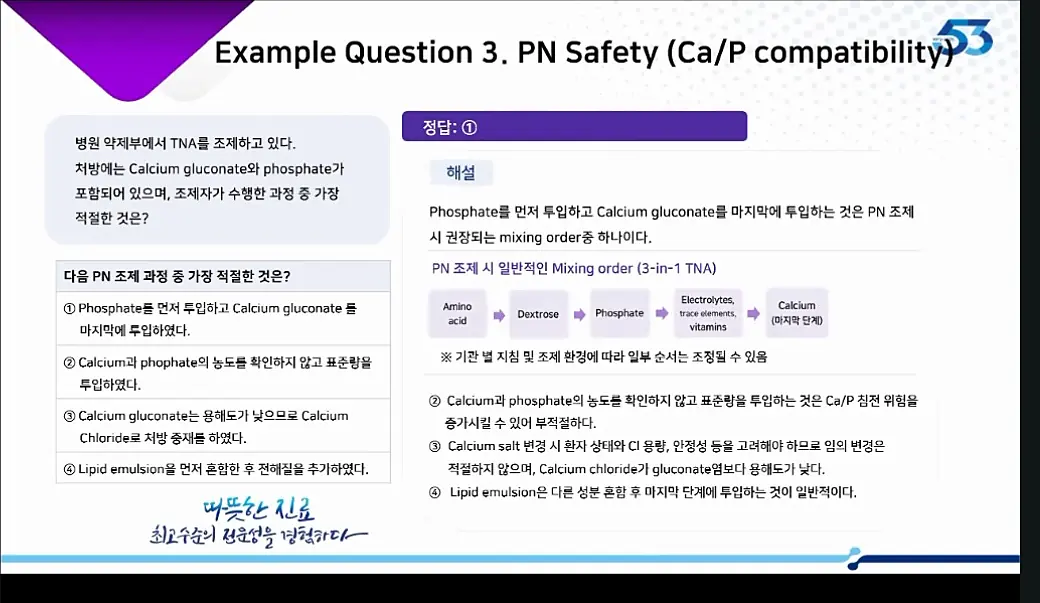 Example Question 3. PN Safety (Ca/P compatibility)
53
병원 약제부에서 TNA를 조제하고 있다.
처방에는 Calcium gluconate와 phosphate가
포함되어 있으며, 조제자가 수행한 과정 중 가장
적절한 것은?
다음 PN 조제 과정 중 가장 적절한 것은?
① Phosphate를 먼저 투입하고 Calcium gluconate 를
마지막에 투입하였다.
② Calcium과 phophate의 농도를 확인하지 않고 표준량을
투입하였다.
③ Calcium gluconate는 용해도가 낮으므로 Calcium
Chloride로 처방 중재를 하였다.
④ Lipid emulsion을 먼저 혼합한 후 전해질을 추가하였다.
따뜻한 진료
최고수준의 전문성을 경험하다
정답: ①
해설
Phosphate를 먼저 투입하고 Calcium gluconate를 마지막에 투입하는 것은 PN 조제
시 권장되는 mixing order중 하나이다.
PN 조제 시 일반적인 Mixing order (3-in-1 TNA)
Amino
acid
Dextrose
Phosphate
Electrolytes,
trace elements,
vitamins
Calcium
(마지막 단계)
※ 기관 별 지침 및 조제 환경에 따라 일부 순서는 조정될 수 있음
② Calcium과 phosphate의 농도를 확인하지 않고 표준량을 투입하는 것은 Ca/P 침전 위험을
증가시킬 수 있어 부적절하다.
③ Calcium salt 변경 시 환자 상태와 Cl 용량, 안정성 등을 고려해야 하므로 임의 변경은
적절하지 않으며, Calcium chloride가 gluconate염보다 용해도가 낮다.
④ Lipid emulsion은 다른 성분 혼합 후 마지막 단계에 투입하는 것이 일반적이다.